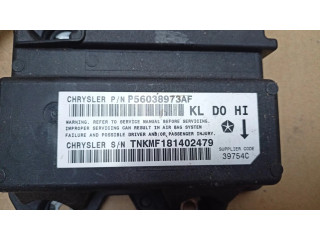 CHRYSLER P/N P56038973AF
KL DO HI
WARNING. REFER TO SERVICE MANUAL BEFORE SERVICING.
IMPROPER SERVICING CAN RESULT IN AIR BAG SYSTEM
FAILURE POSSIBLE DRIVER AND/OR PASSENGER INJURY.
CHRYSLER S/N TNKMF181402479
SUPPLIER CODE
39754C